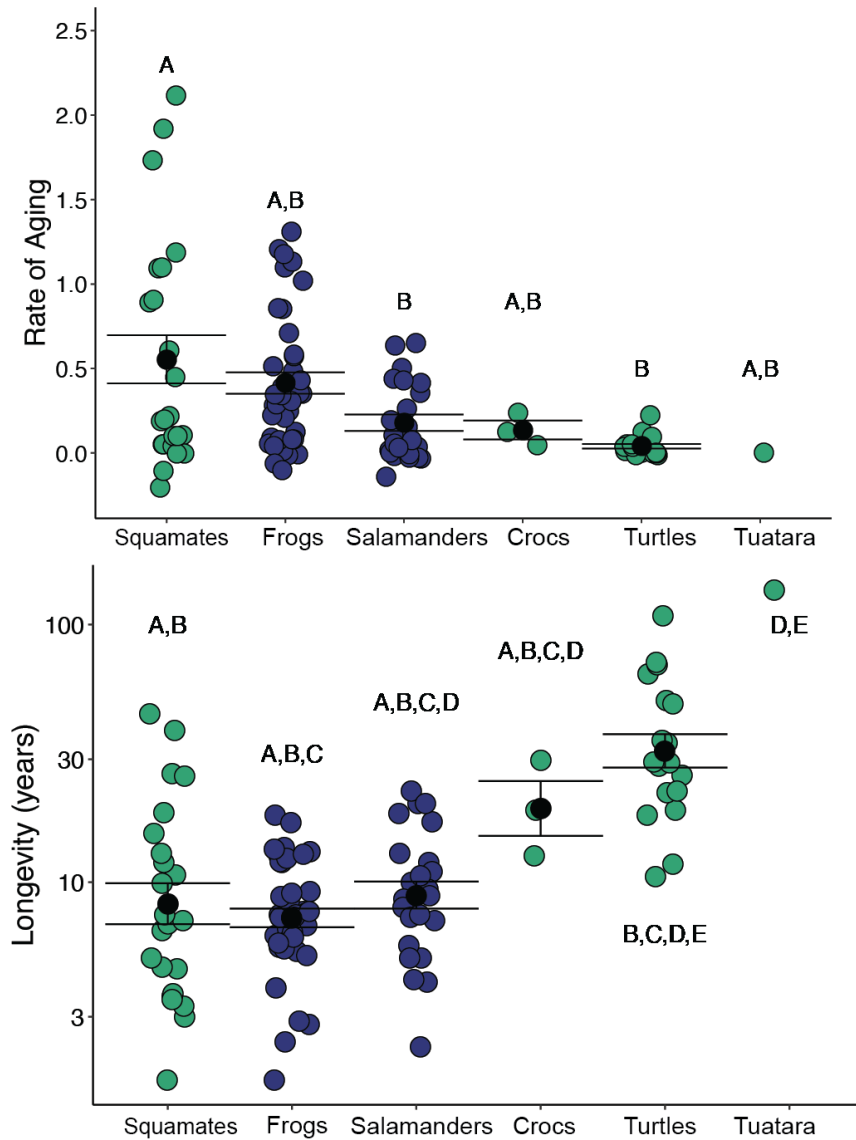 2.5
A
2.0
1.5
A,B
1.0
B
A,B
0.5
B
A,B
0.0
Rate of Aging
Squamates Frogs Salamanders Crocs Turtles Tuatara
100
A,B
D,E
A,B,C,D
A,B,C,D
A,B,C
30
10
B,C,D,E
3
Longevity (years)
Squamates Frogs Salamanders Crocs Turtles Tuatara